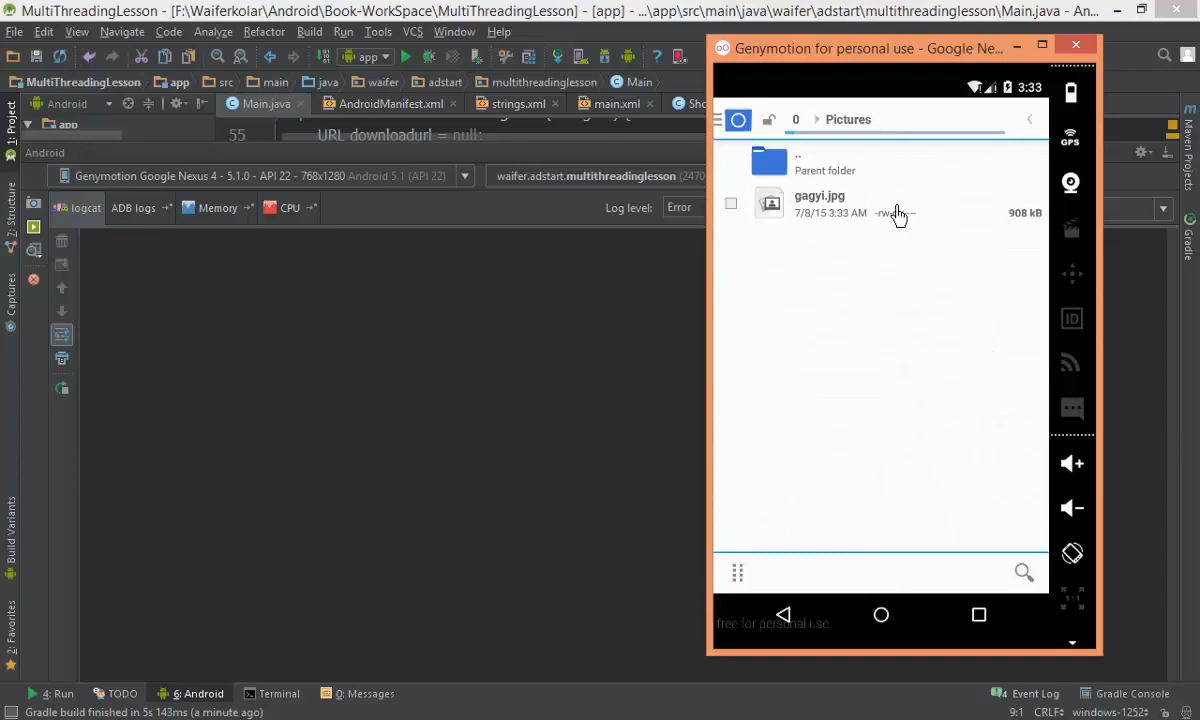 MultiThreadingLesson - [F:\Waiferkolar\Android\Book-WorkSpace\MultiThreadingLesson] - [app] - ...\app\src\main\java\waifer\adstart\multithreadinglesson\Main.java - An...
File Edit View Navigate Code Analyze Refactor Build Run Tools VCS Window Help
app
MultiThreadingLesson app src main java waifer adstart multithreadinglesson Main
Android Main.java AndroidManifest.xml strings.xml main.xml
app 55 URL downloadurl = null;
Android
Genymotion Google Nexus 4 - 5.1.0 - API 22 - 768x1280 Android 5.1 (API 22) waifer.adstart.multithreadinglesson (2470
logcat ADB logs Memory CPU Log level: Error
1: Project
Z: Structure
Captures
Build Variants
2: Favorites
Genymotion for personal use - Google Ne...
3:33
0 Pictures
..
Parent folder
gagyi.jpg
7/8/15 3:33 AM 908 kB
free for personal use
GPS
ID
1:1
Maven Projects
Gradle
4: Run TODO 6: Android Terminal 0: Messages Event Log Gradle Console
Gradle build finished in 5s 143ms (a minute ago) 9:1 CRLF windows-1252